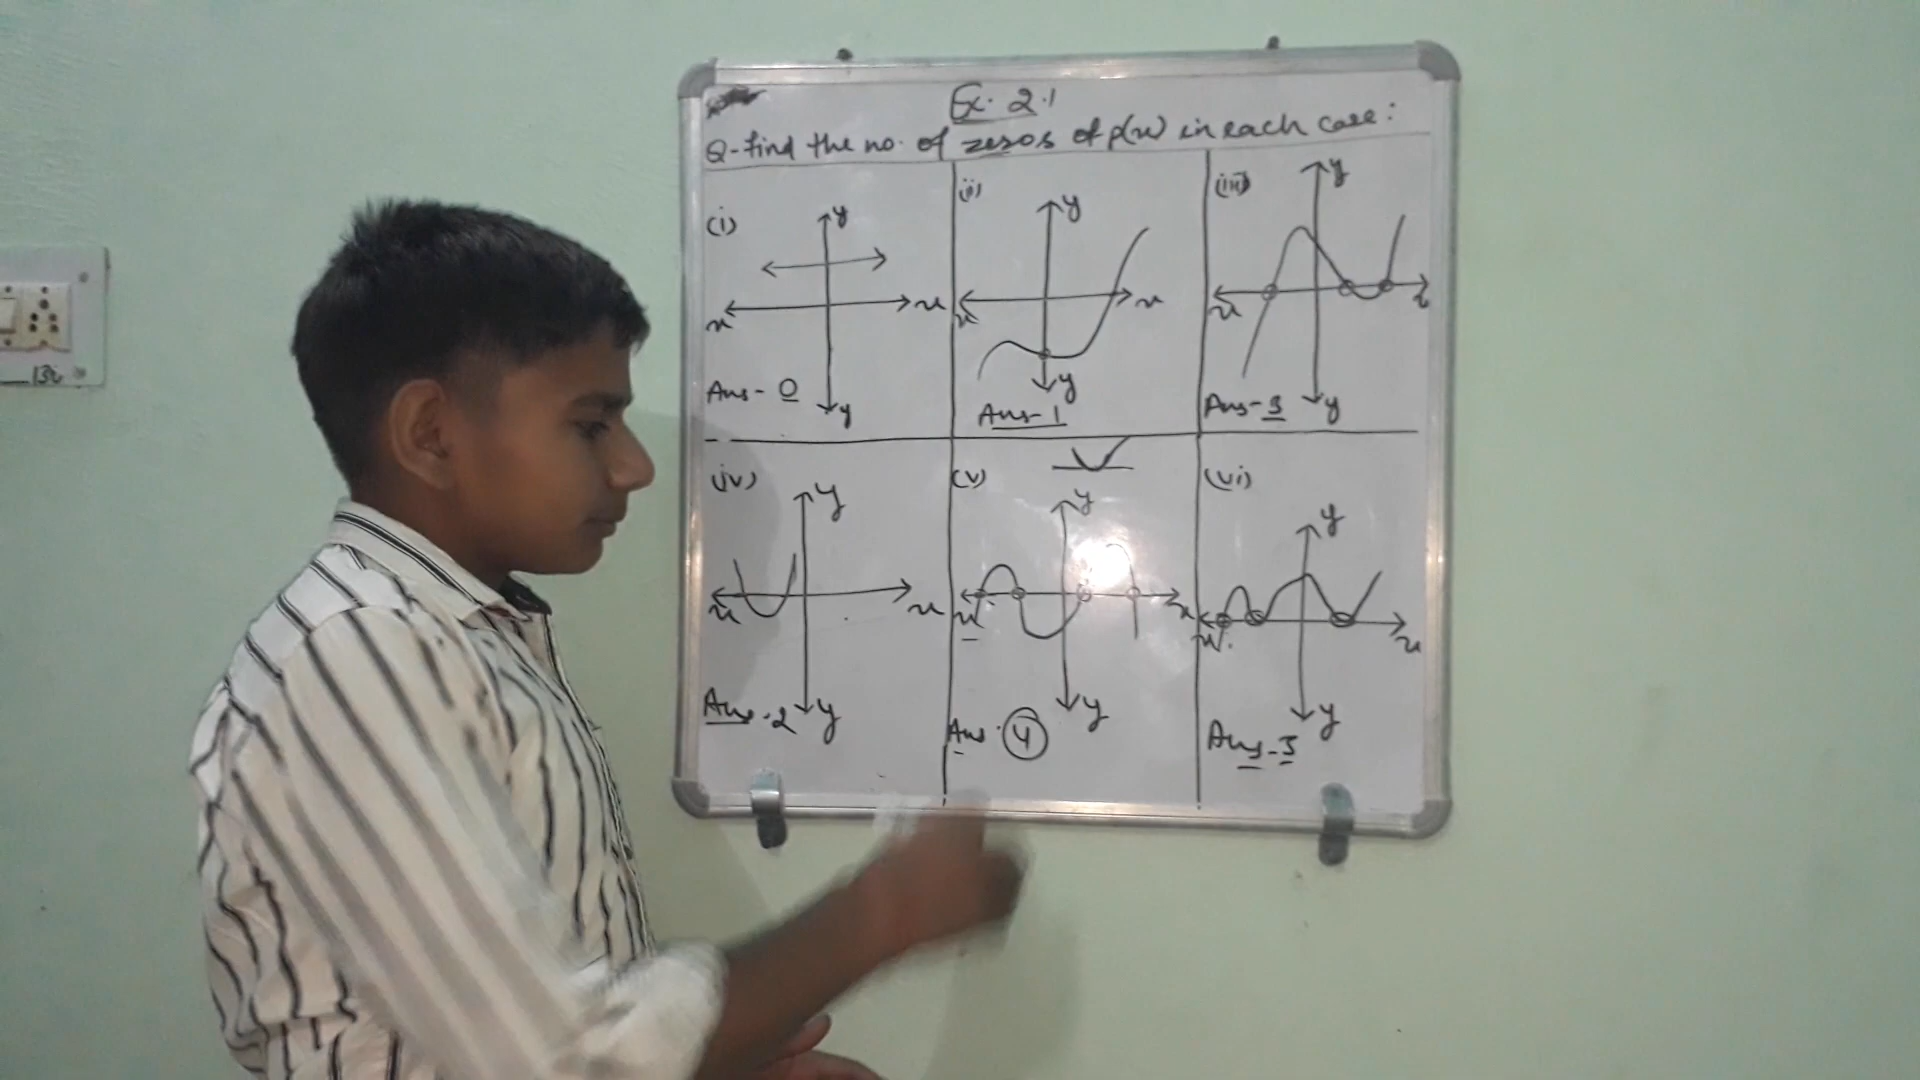 Ex. 2.1
Q-find the no. of zeros of p(x) in each case:
(i)
y
x
x
y
Ans- 0
(ii)
y
x
x
y
Ans-1
(iii)
y
x
x
y
Ans-3
(iv)
y
x
x
y
Ans-2
(v)
y
x
x
y
Ans. 4
(vi)
y
x
x
y
Ans-3